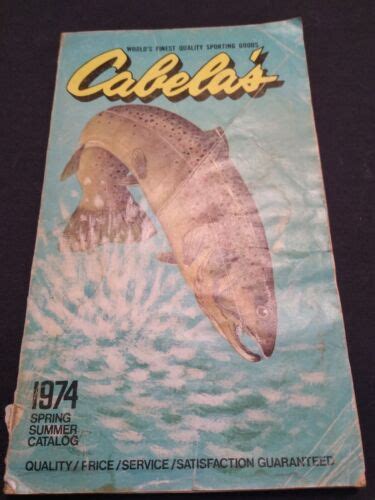 WORLD'S FINEST QUALITY SPORTING GOODS
Cabela's
1974
SPRING
SUMMER
CATALOG
QUALITY/PRICE/SERVICE/SATISFACTION GUARANTEED